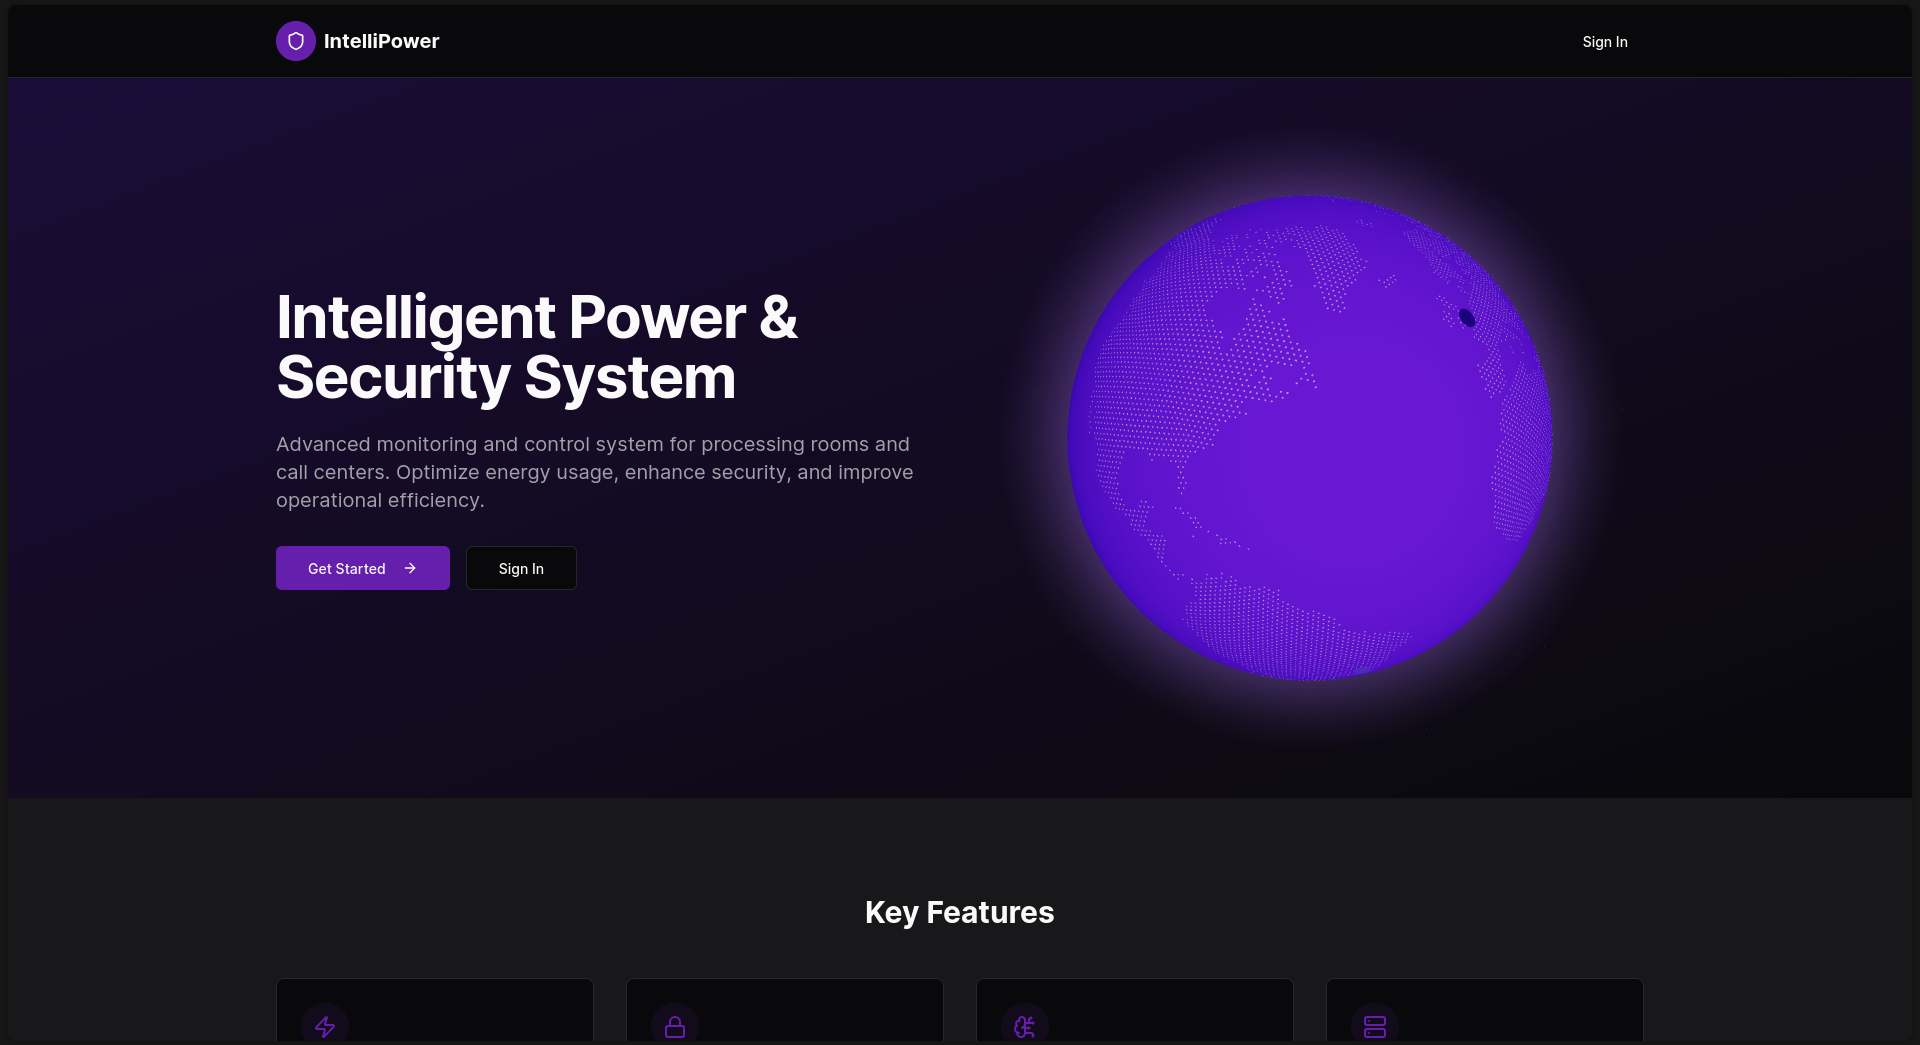 IntelliPower
Sign In
Intelligent Power &
Security System
Advanced monitoring and control system for processing rooms and
call centers. Optimize energy usage, enhance security, and improve
operational efficiency.
Get Started
Sign In
Key Features